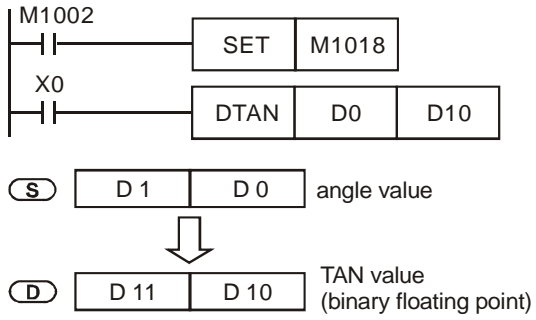 M1002
SET M1018
X0
DTAN D0 D10
S D 1 D 0 angle value
D D 11 D 10 TAN value
(binary floating point)